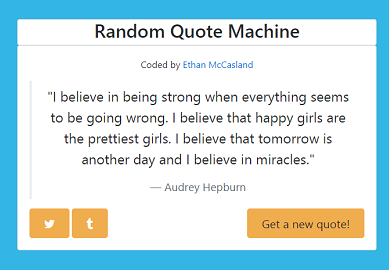 Random Quote Machine
Coded by Ethan McCasland
"I believe in being strong when everything seems
to be going wrong. I believe that happy girls are
the prettiest girls. I believe that tomorrow is
another day and I believe in miracles."
— Audrey Hepburn
Get a new quote!